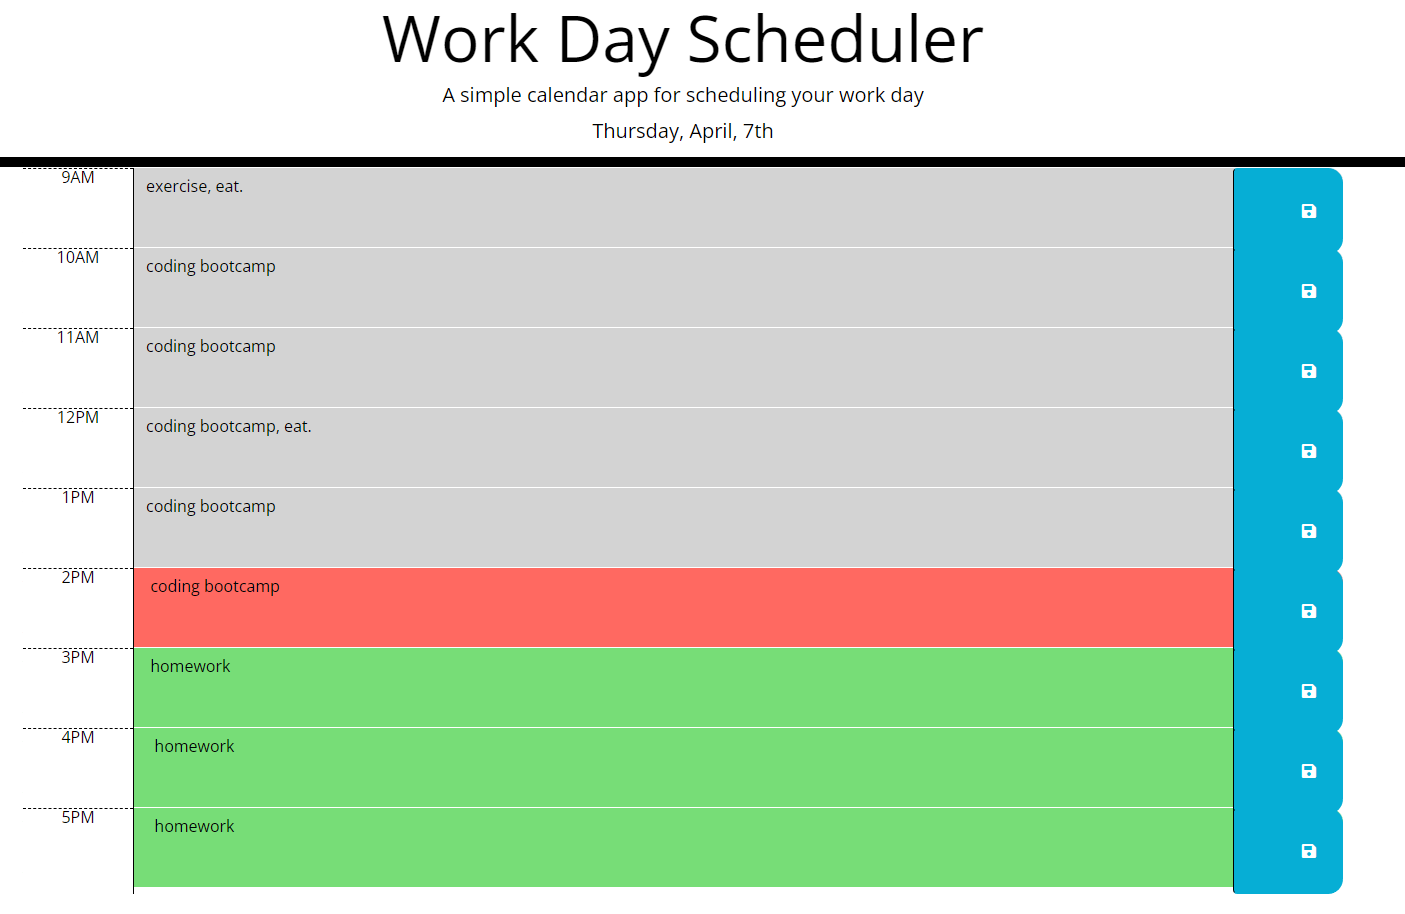 Work Day Scheduler
A simple calendar app for scheduling your work day
Thursday, April, 7th
9AM exercise, eat.
10AM coding bootcamp
11AM coding bootcamp
12PM coding bootcamp, eat.
1PM coding bootcamp
2PM coding bootcamp
3PM homework
4PM homework
5PM homework